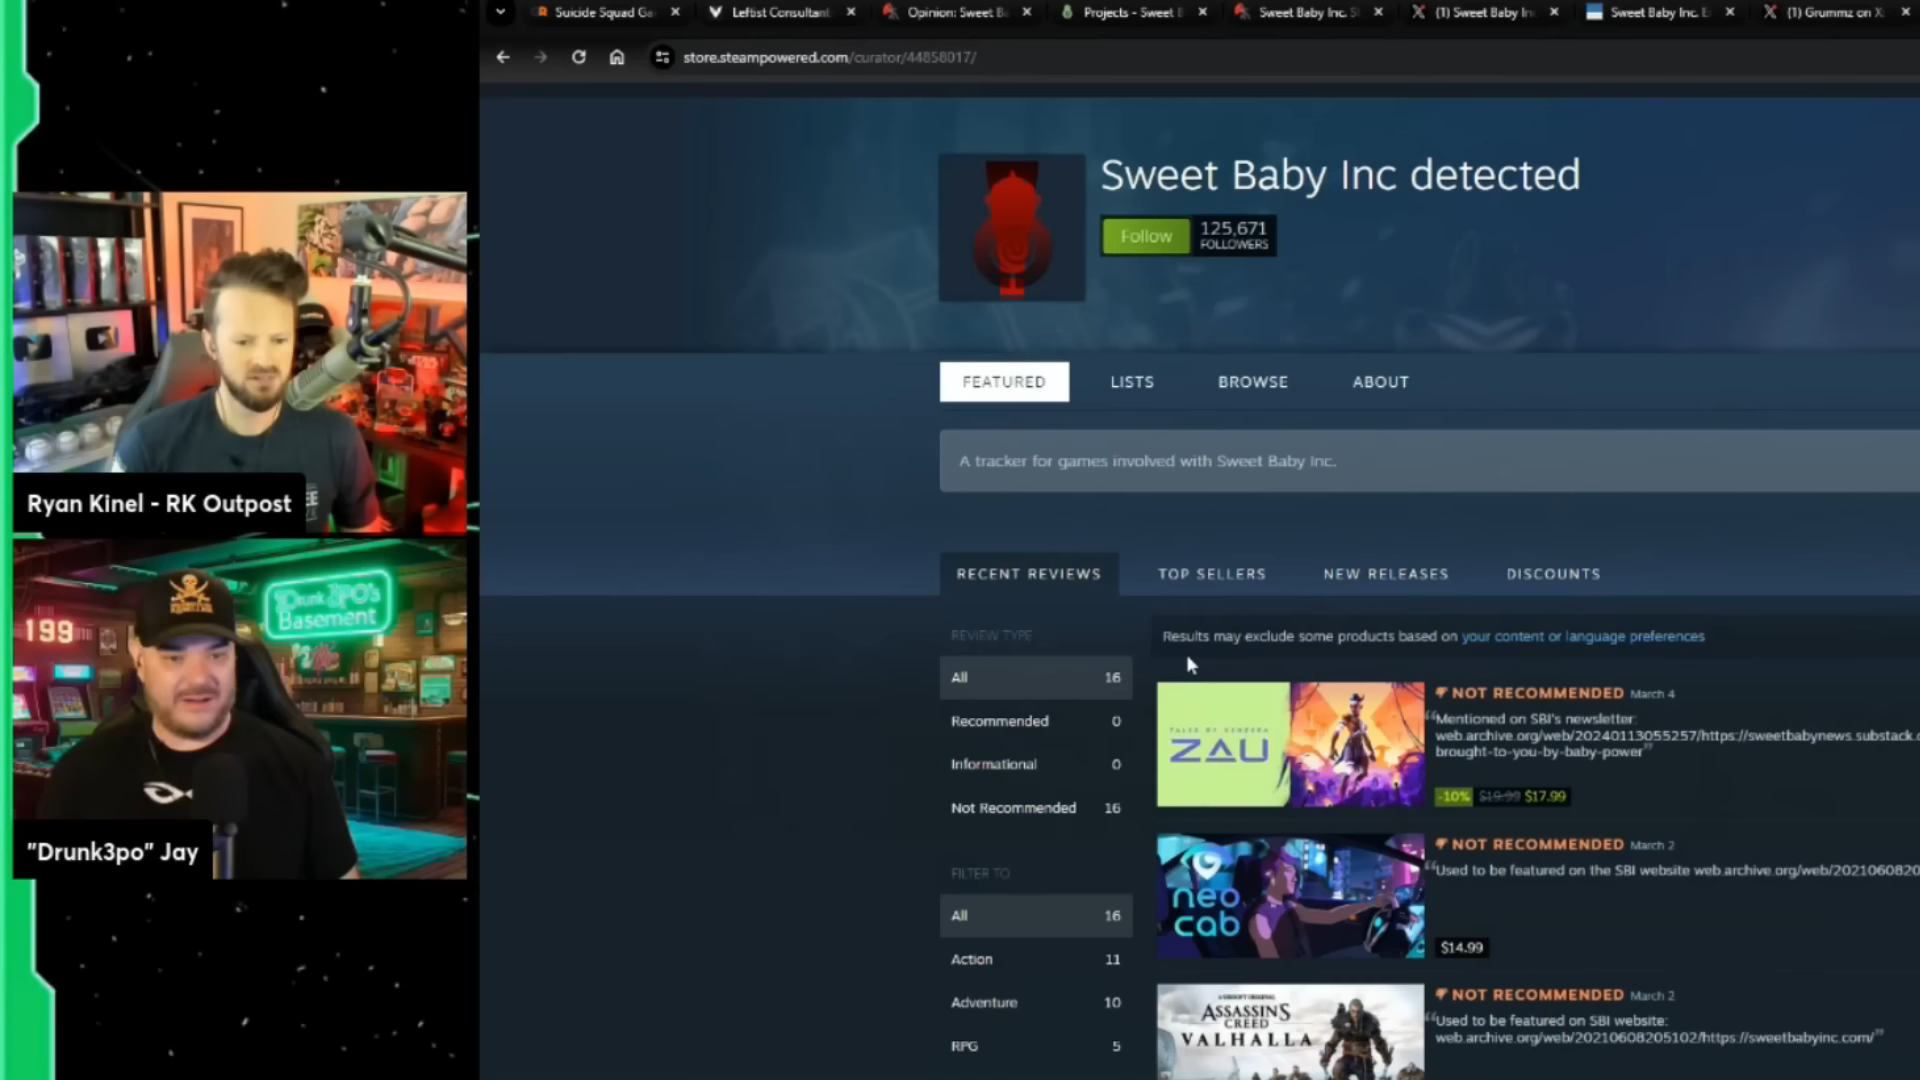 Suicide Squad Ga
Leftist Consultant
Opinion: Sweet B
Projects - Sweet
Sweet Baby Inc. S
(1) Sweet Baby In
Sweet Baby Inc. E
(1) Grummz on X
store.steampowered.com/curator/44858017/
Sweet Baby Inc detected
Follow
125,671
FOLLOWERS
FEATURED
LISTS
BROWSE
ABOUT
A tracker for games involved with Sweet Baby Inc.
RECENT REVIEWS
TOP SELLERS
NEW RELEASES
DISCOUNTS
REVIEW TYPE
All 16
Recommended 0
Informational 0
Not Recommended 16
FILTER TO
All 16
Action 11
Adventure 10
RPG 5
Results may exclude some products based on your content or language preferences
TALES OF KENZERA
ZAU
NOT RECOMMENDED March 4
"Mentioned on SBI's newsletter:
web.archive.org/web/20240113055257/https://sweetbabynews.substack.c
brought-to-you-by-baby-power"
-10% $19.99 $17.99
neo
cab
NOT RECOMMENDED March 2
"Used to be featured on the SBI website web.archive.org/web/2021060820
$14.99
ASSASSIN'S
CREED
VALHALLA
NOT RECOMMENDED March 2
"Used to be featured on SBI website:
web.archive.org/web/20210608205102/https://sweetbabyinc.com/"
Ryan Kinel - RK Outpost
199
Drunk 3PO's
Basement
"Drunk3po" Jay